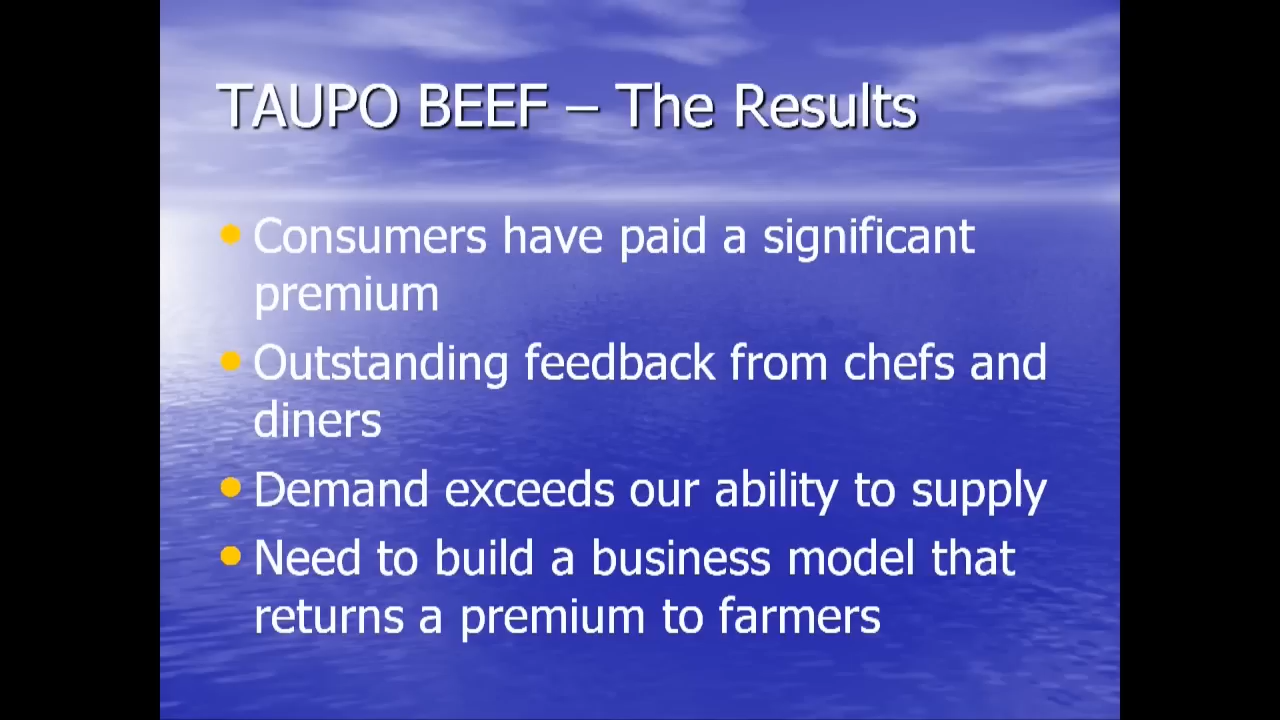 TAUPO BEEF – The Results
• Consumers have paid a significant
premium
• Outstanding feedback from chefs and
diners
• Demand exceeds our ability to supply
• Need to build a business model that
returns a premium to farmers